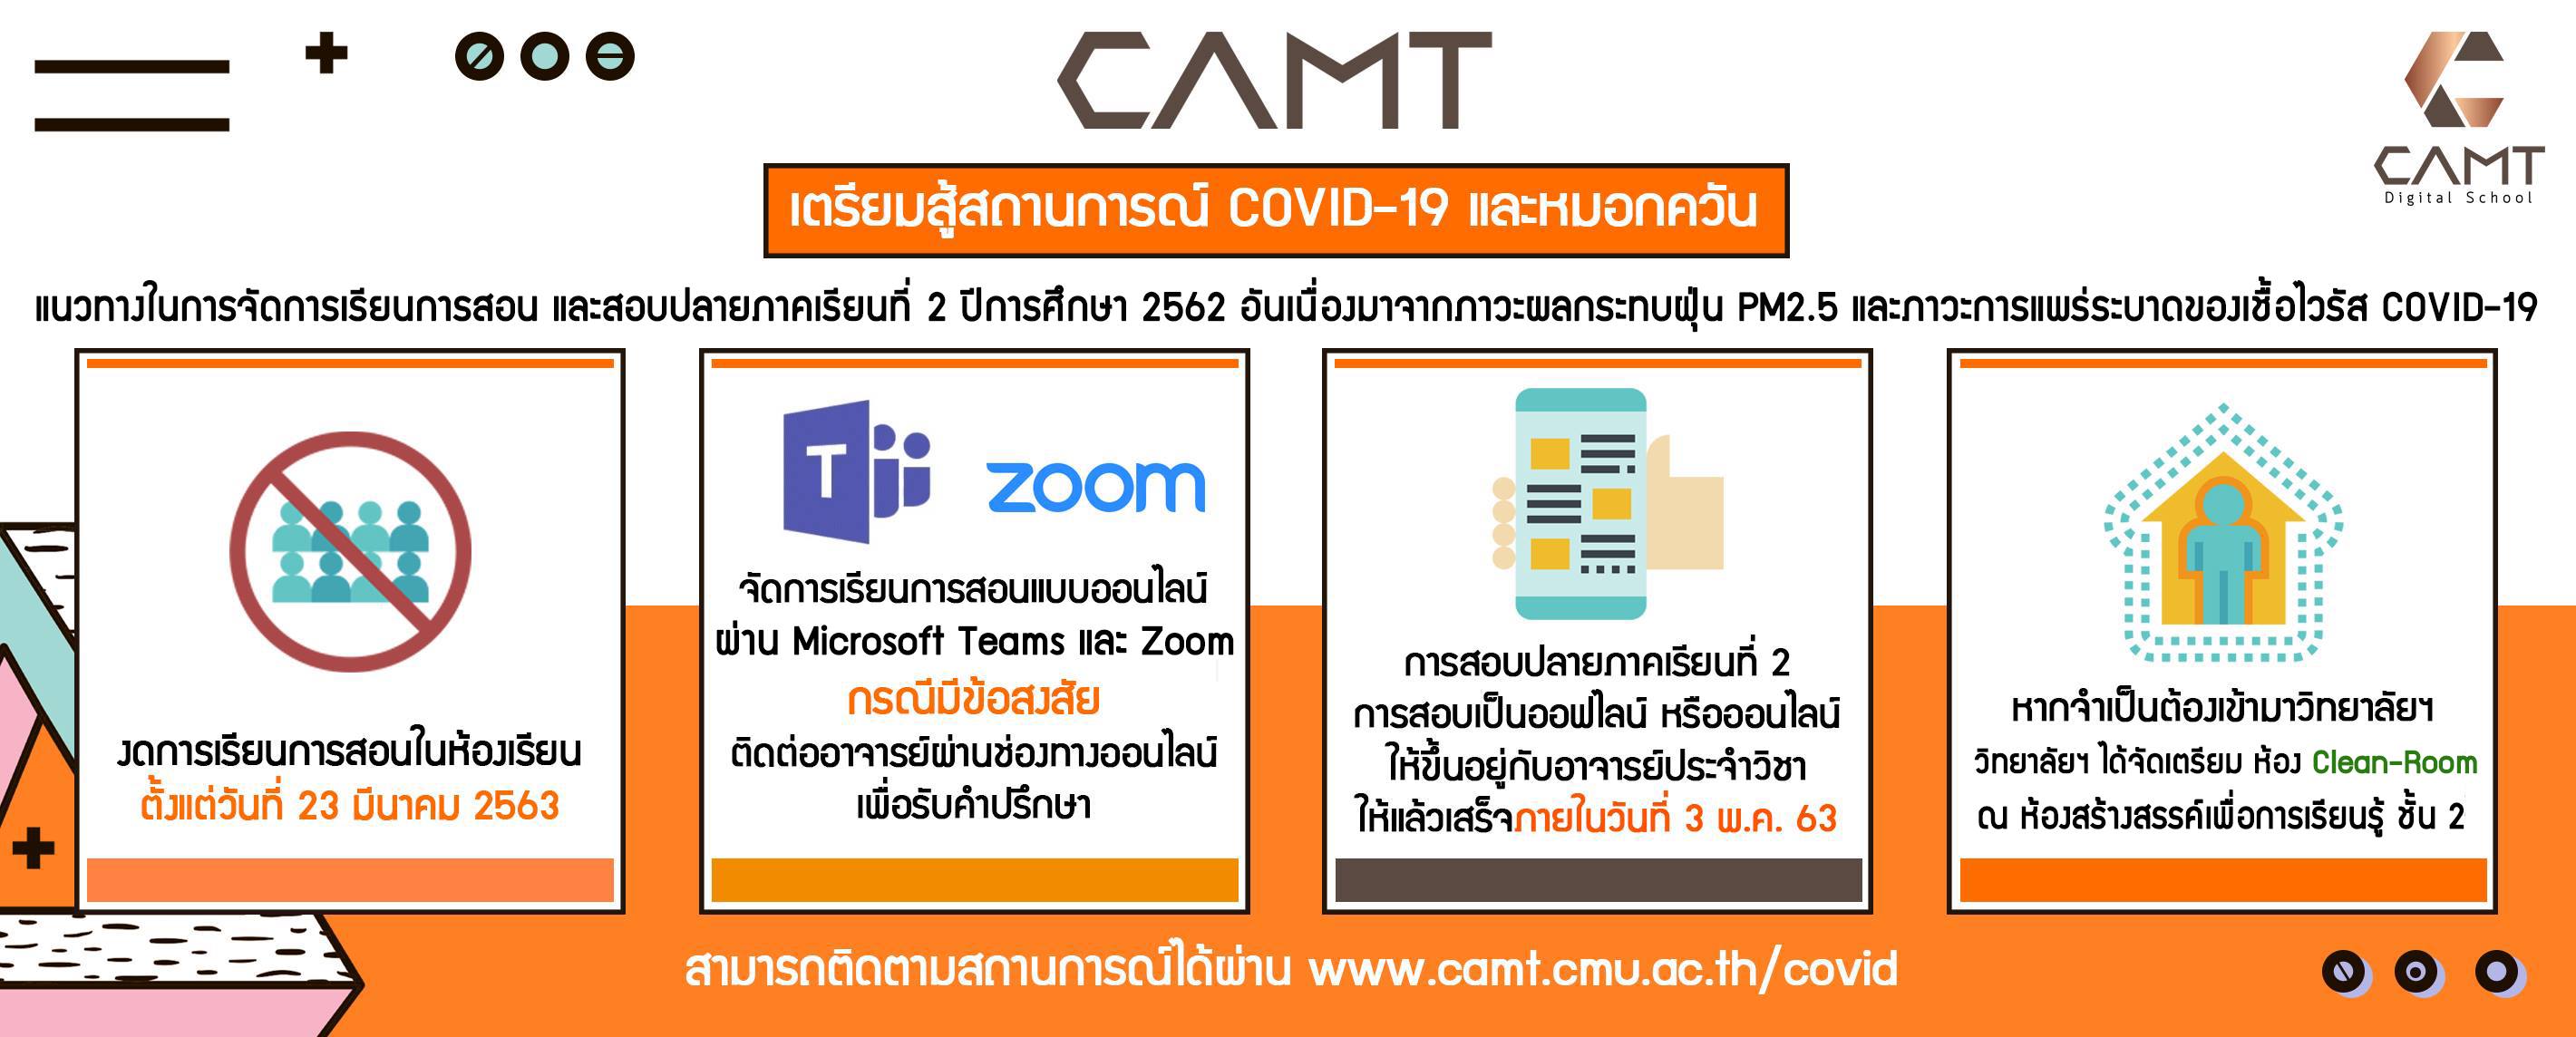 CAMT
CAMT
Digital School
เตรียมสู้สถานการณ์ COVID-19 และหมอกควัน
แนวทางในการจัดการเรียนการสอน และสอบปลายภาคเรียนที่ 2 ปีการศึกษา 2562 อันเนื่องมาจากภาวะผลกระทบฝุ่น PM2.5 และภาวะการแพร่ระบาดของเชื้อไวรัส COVID-19
งดการเรียนการสอนในห้องเรียน
ตั้งแต่วันที่ 23 มีนาคม 2563
T
zoom
จัดการเรียนการสอนแบบออนไลน์
ผ่าน Microsoft Teams และ Zoom
กรณีมีข้อสงสัย
ติดต่ออาจารย์ผ่านช่องทางออนไลน์
เพื่อรับคำปรึกษา
การสอบปลายภาคเรียนที่ 2
การสอบเป็นออฟไลน์ หรือออนไลน์
ให้ขึ้นอยู่กับอาจารย์ประจำวิชา
ให้แล้วเสร็จภายในวันที่ 3 พ.ค. 63
หากจำเป็นต้องเข้ามาวิทยาลัยฯ
วิทยาลัยฯ ได้จัดเตรียม ห้อง Clean-Room
ณ ห้องสร้างสรรค์เพื่อการเรียนรู้ ชั้น 2
สามารถติดตามสถานการณ์ได้ผ่าน www.camt.cmu.ac.th/covid